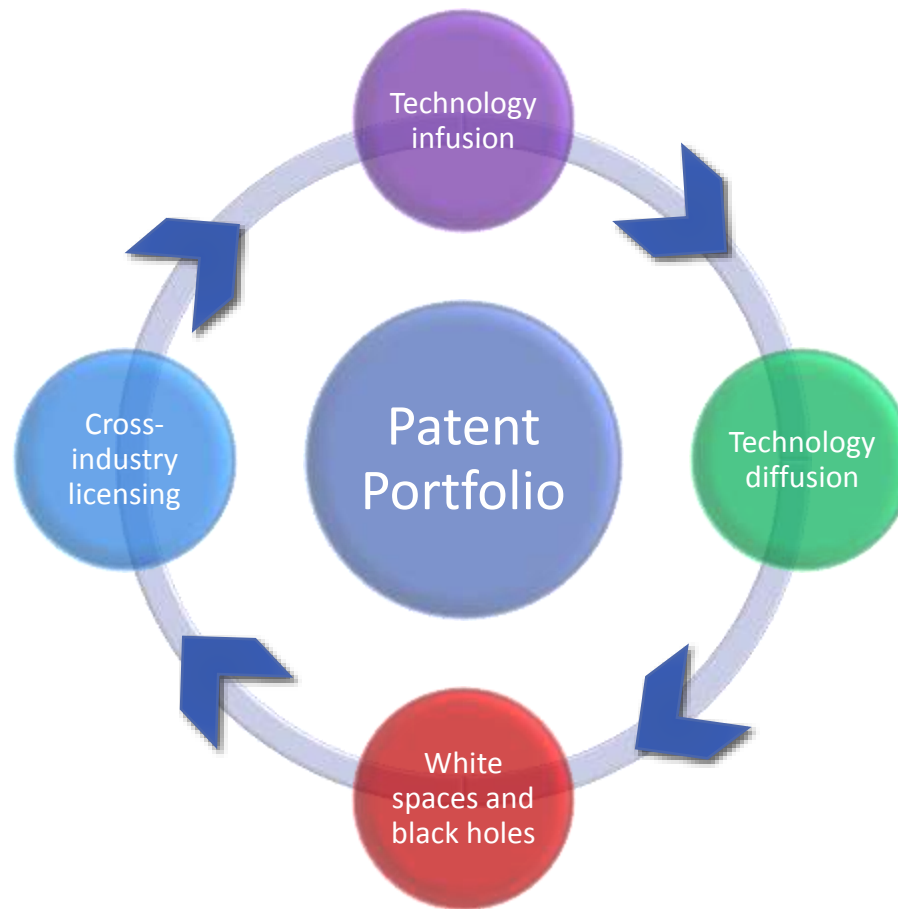 Technology
infusion
Cross-
industry
licensing
Patent
Portfolio
Technology
diffusion
White
spaces and
black holes